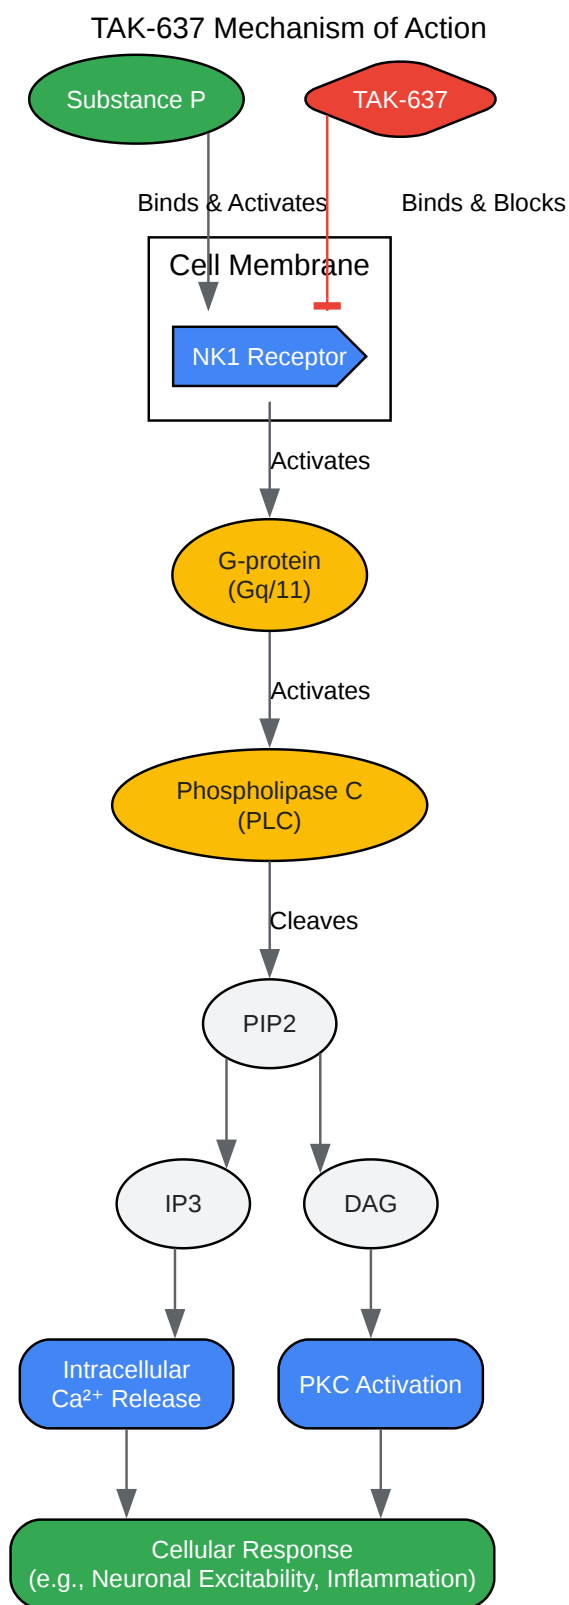 TAK-637 Mechanism of Action
Substance P
TAK-637
Binds & Activates
Binds & Blocks
Cell Membrane
NK1 Receptor
Activates
G-protein
(Gq/11)
Activates
Phospholipase C
(PLC)
Cleaves
PIP2
IP3
DAG
Intracellular
Ca²⁺ Release
PKC Activation
Cellular Response
(e.g., Neuronal Excitability, Inflammation)